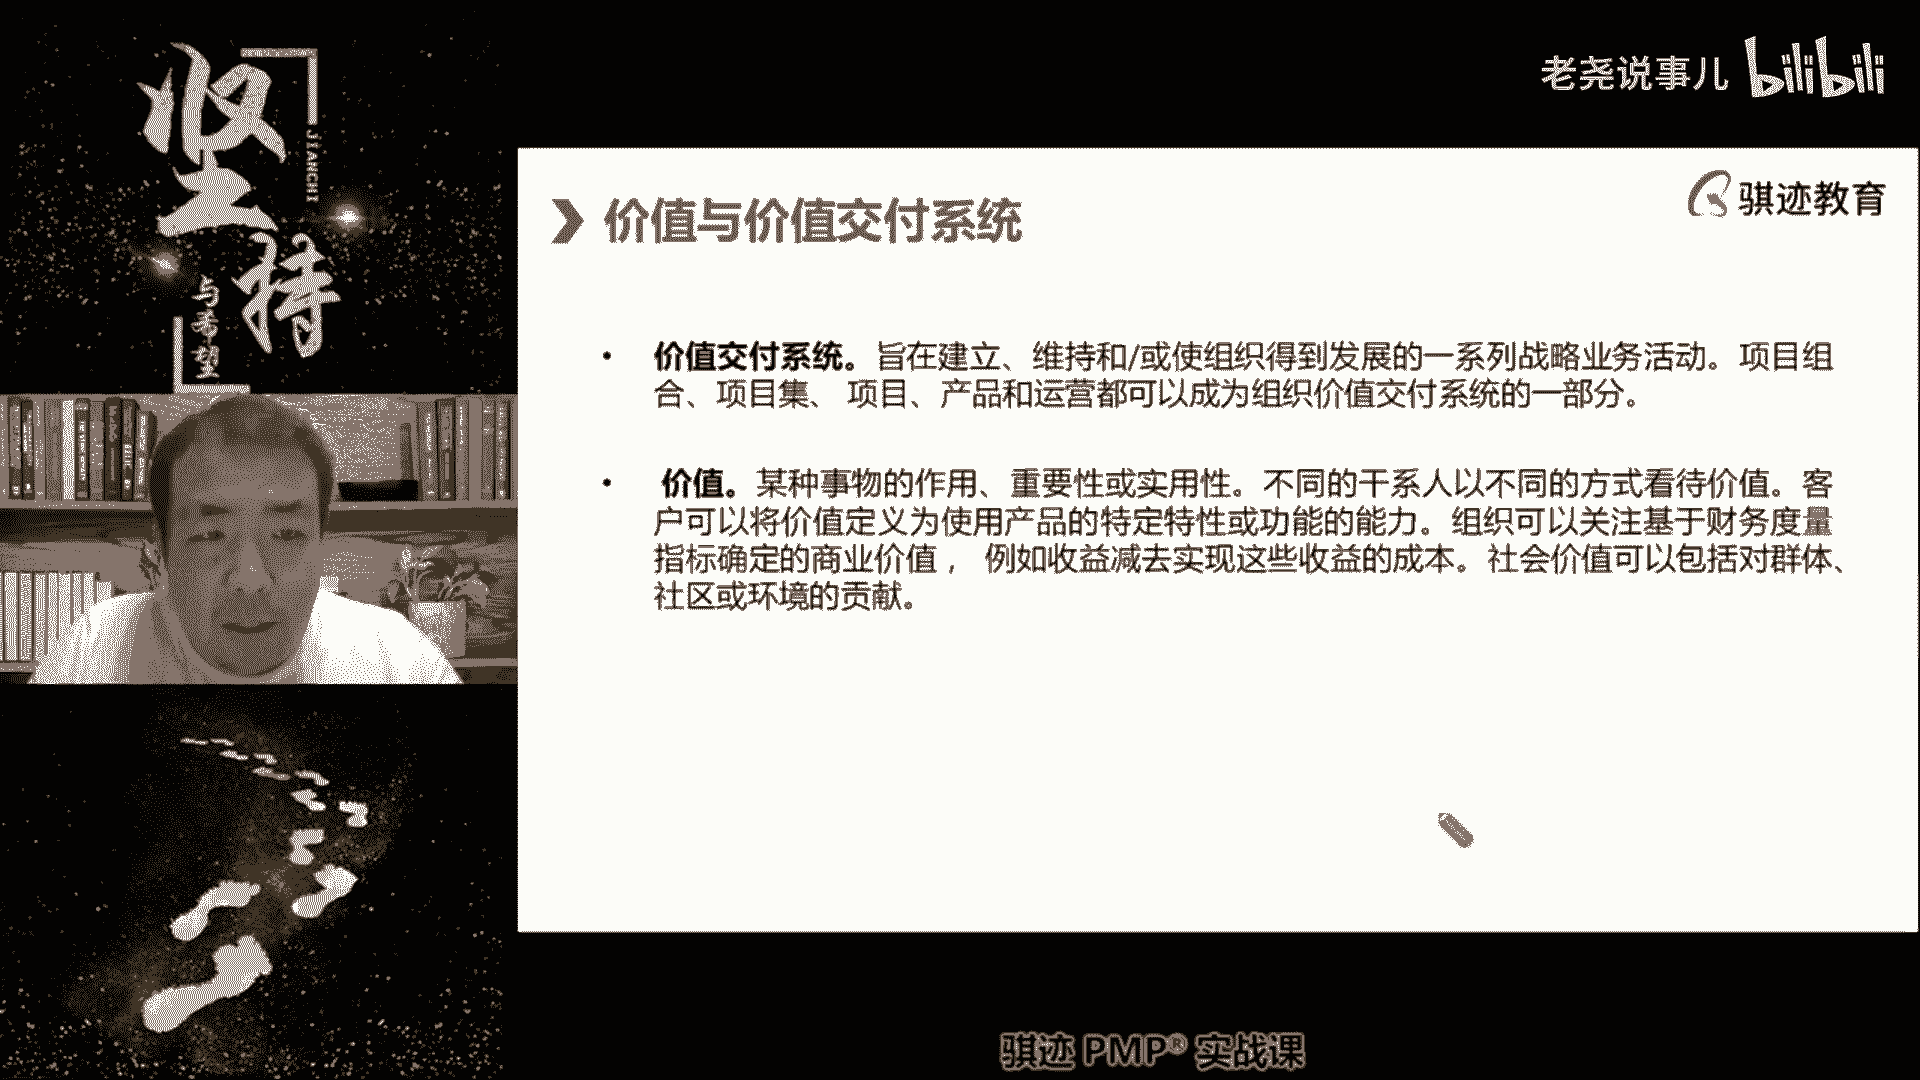 坚持
JIANCHI
与希望
老尧说事儿 bilibili
骐迹教育
价值与价值交付系统
• 价值交付系统。旨在建立、维持和/或使组织得到发展的一系列战略业务活动。项目组
合、项目集、 项目、产品和运营都可以成为组织价值交付系统的一部分。
• 价值。某种事物的作用、重要性或实用性。不同的干系人以不同的方式看待价值。客
户可以将价值定义为使用产品的特定特性或功能的能力。组织可以关注基于财务度量
指标确定的商业价值， 例如收益减去实现这些收益的成本。社会价值可以包括对群体、
社区或环境的贡献。
骐迹 PMP® 实战课